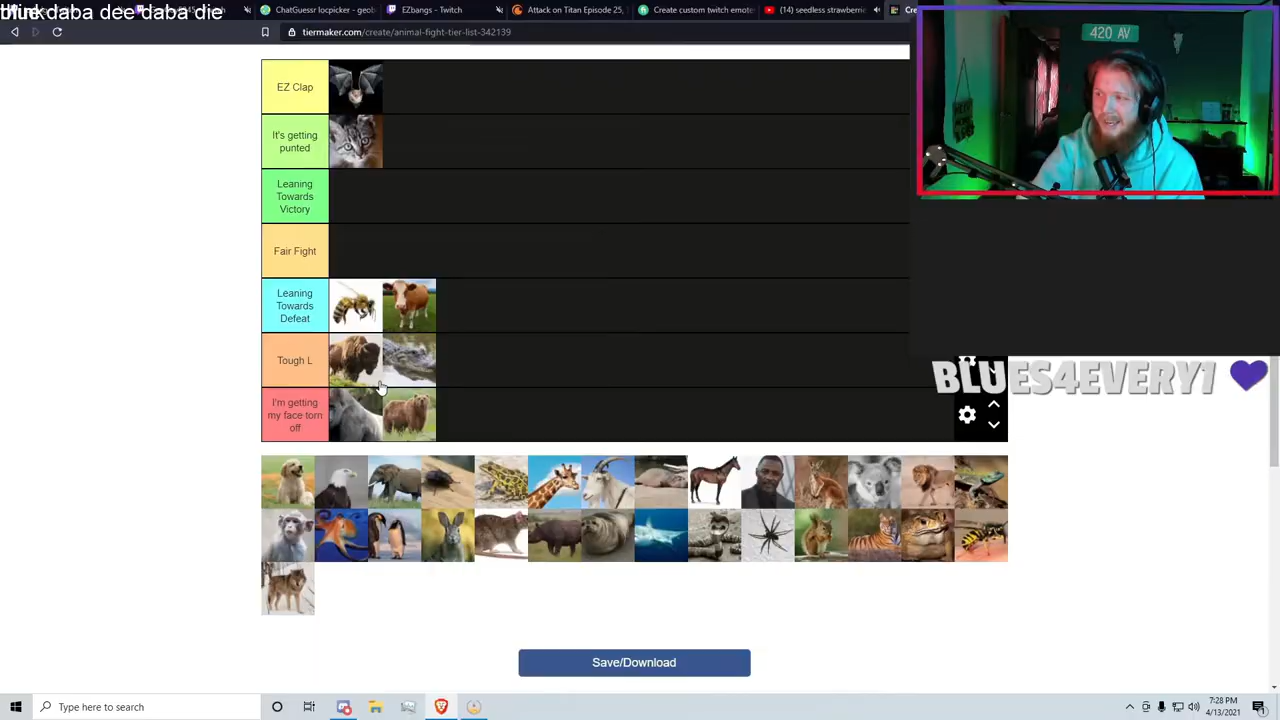 blu daba dee daba die
ChatGuessr locpicker - geob
EZbangs - Twitch
Attack on Titan Episode 25,
Create custom twitch emote
(14) seedless strawberrie
Cre
tiermaker.com/create/animal-fight-tier-list-342139
420 AV
EZ Clap
It's getting
punted
Leaning
Towards
Victory
Fair Fight
Leaning
Towards
Defeat
Tough L
I'm getting
my face torn
off
BLUES4EVERY1
Save/Download
Type here to search
7:28 PM
4/13/2021